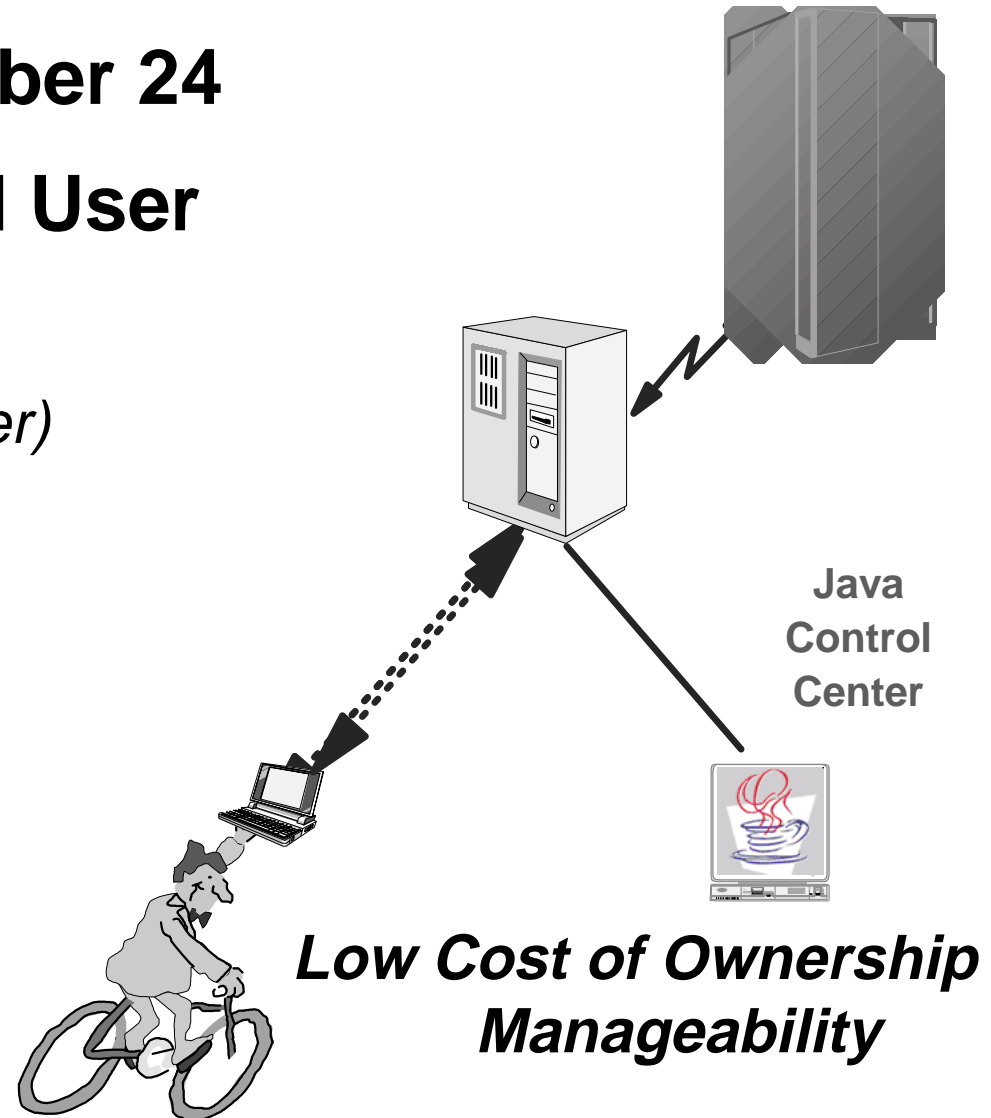 ber 24
User
er)
Java
Control
Center
Low Cost of Ownership
Manageability